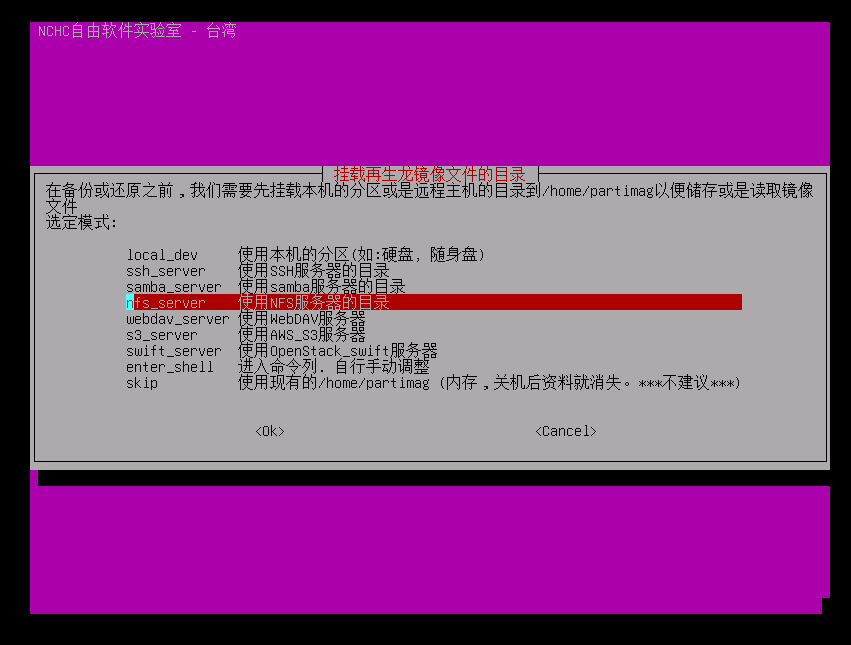 NCHC自由软件实验室 - 台湾
挂载再生龙镜像文件的目录
在备份或还原之前,我们需要先挂载本机的分区或是远程主机的目录到/home/partimag以便储存或是读取镜像
文件
选定模式:
local_dev 使用本机的分区(如:硬盘, 随身盘)
ssh_server 使用SSH服务器的目录
samba_server 使用samba服务器的目录
nfs_server 使用NFS服务器的目录
webdav_server 使用WebDAV服务器
s3_server 使用AWS_S3服务器
swift_server 使用OpenStack_swift服务器
enter_shell 进入命令列. 自行手动调整
skip 使用现有的/home/partimag (内存,关机后资料就消失。***不建议***)
<Ok> <Cancel>